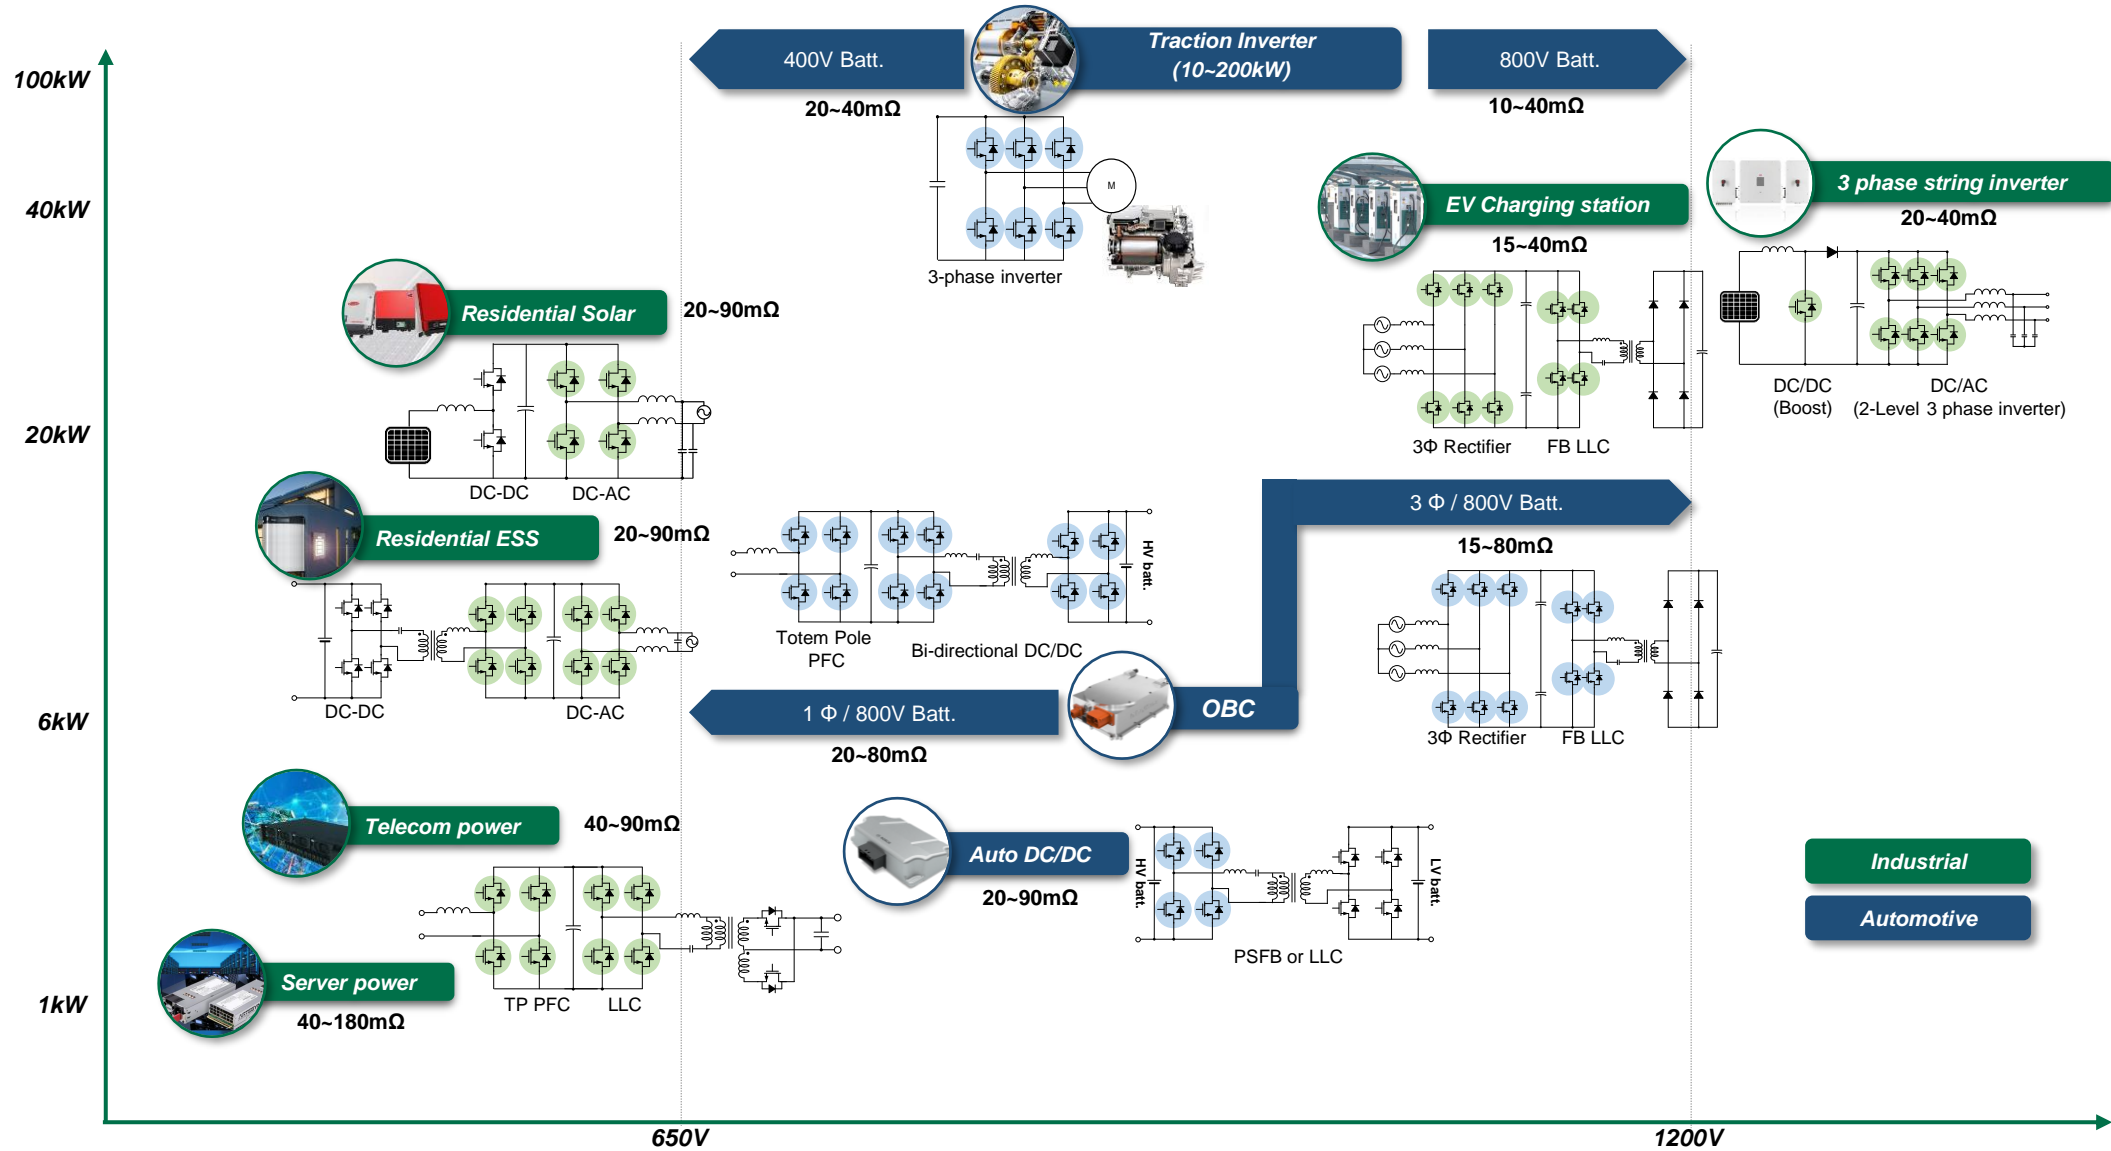 100kW
40kW
20kW
6kW
1kW
650V
1200V
400V Batt.
20~40mΩ
Traction Inverter
(10~200kW)
800V Batt.
10~40mΩ
M
3-phase inverter
EV Charging station
15~40mΩ
3Φ Rectifier
FB LLC
3 phase string inverter
20~40mΩ
DC/DC
(Boost)
DC/AC
(2-Level 3 phase inverter)
Residential Solar
20~90mΩ
DC-DC
DC-AC
Residential ESS
20~90mΩ
DC-DC
DC-AC
Totem Pole
PFC
Bi-directional DC/DC
HV batt.
3 Φ / 800V Batt.
15~80mΩ
3Φ Rectifier
FB LLC
1 Φ / 800V Batt.
20~80mΩ
OBC
Telecom power
40~90mΩ
TP PFC
LLC
Server power
40~180mΩ
Auto DC/DC
20~90mΩ
HV batt.
LV batt.
PSFB or LLC
Industrial
Automotive